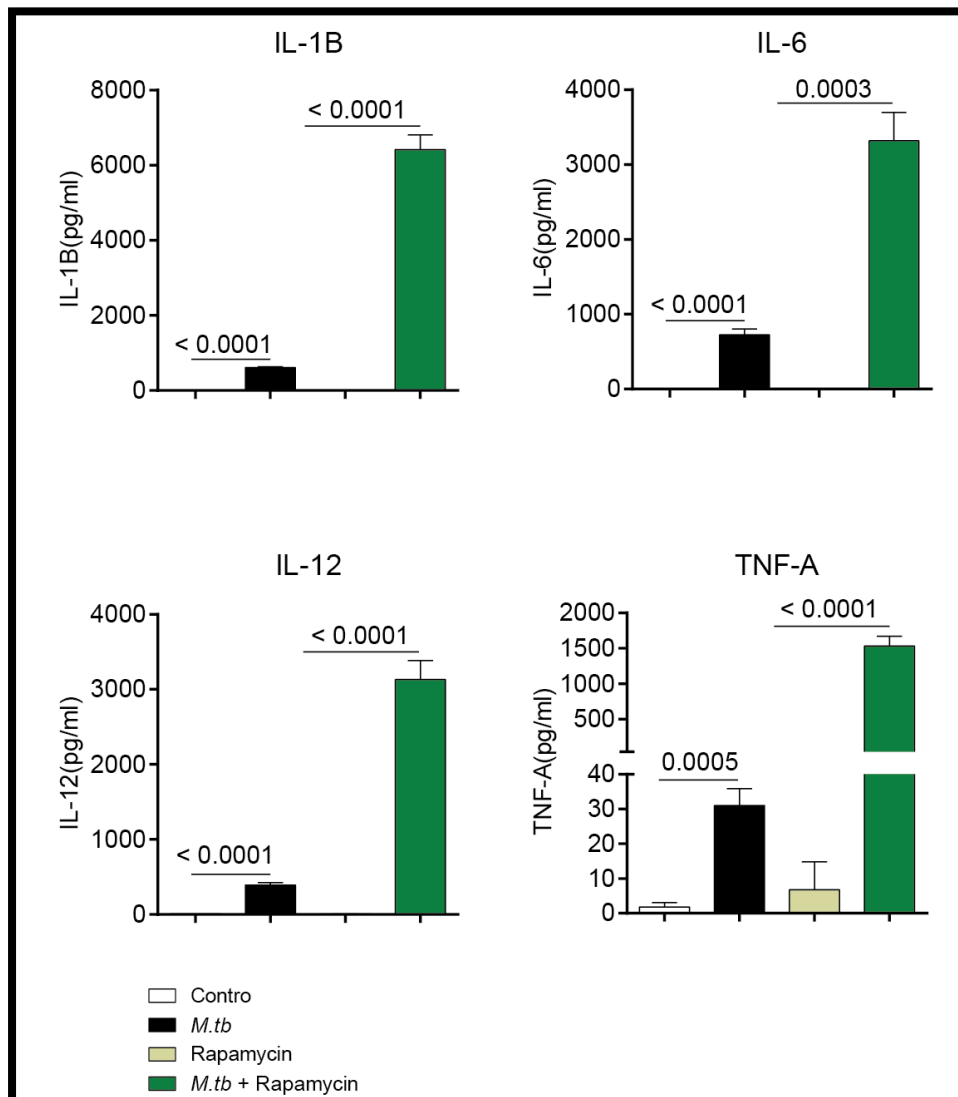 IL-1B
IL-1B(pg/ml)
8000
6000
4000
2000
0
< 0.0001
< 0.0001
IL-6
IL-6(pg/ml)
4000
3000
2000
1000
0
< 0.0001
0.0003
IL-12
IL-12(pg/ml)
4000
3000
2000
1000
0
< 0.0001
< 0.0001
TNF-A
TNF-A(pg/ml)
2000
1500
1000
500
40
30
20
10
0
0.0005
< 0.0001
Contro
M.tb
Rapamycin
M.tb + Rapamycin